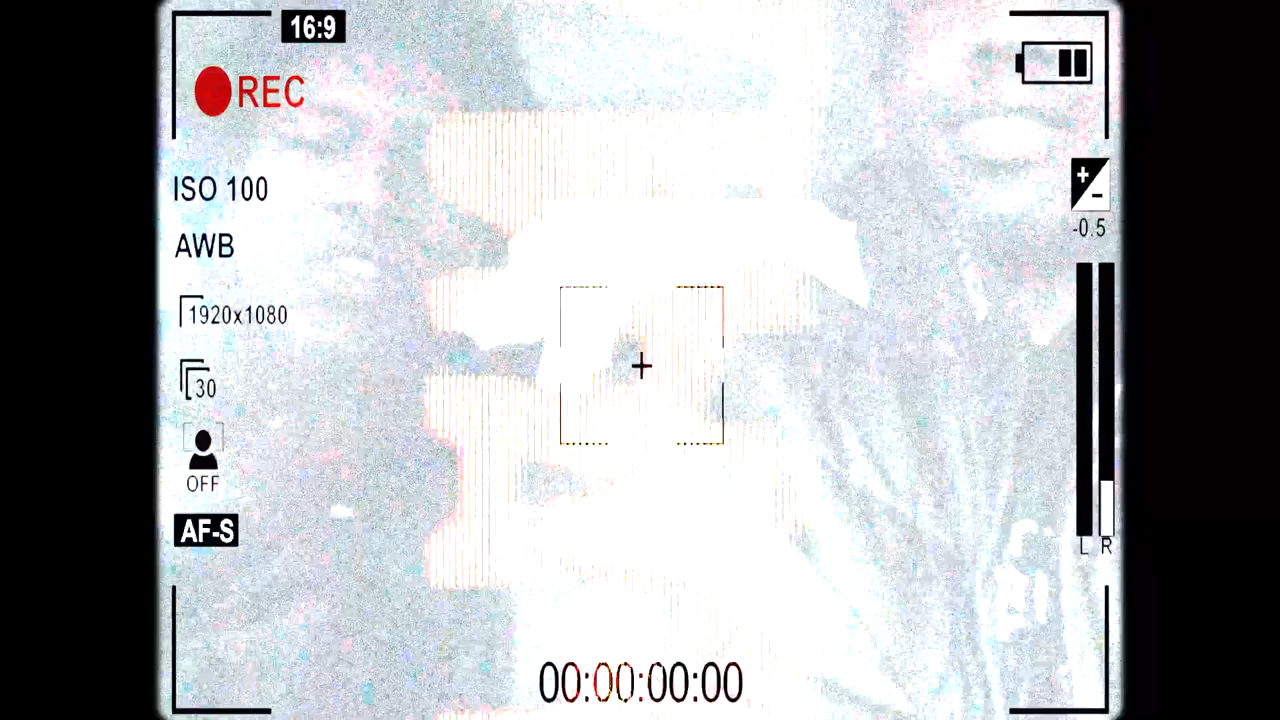 16:9
REC
ISO 100
AWB
-0.5
1920x1080
30
OFF
AF-S
L R
00:00:00:00